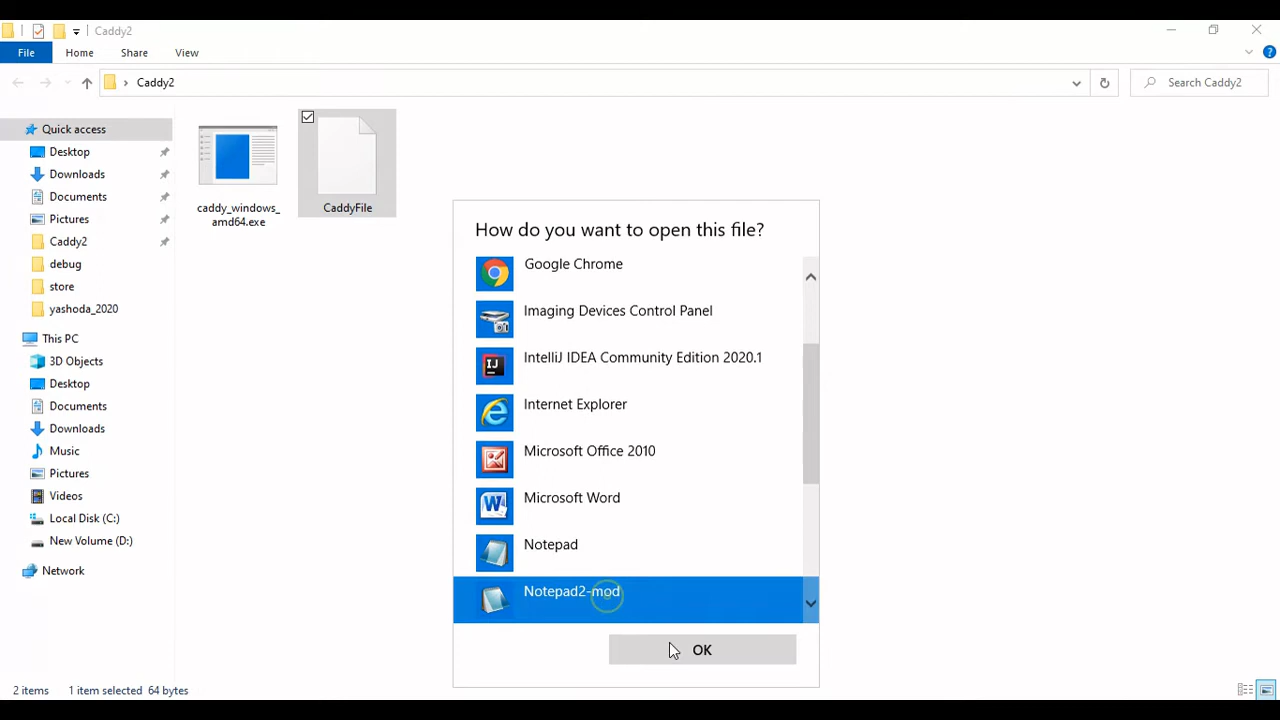 Caddy2
File Home Share View
Caddy2
Search Caddy2
Quick access
Desktop
Downloads
Documents
Pictures
Caddy2
debug
store
yashoda_2020
This PC
3D Objects
Desktop
Documents
Downloads
Music
Pictures
Videos
Local Disk (C:)
New Volume (D:)
Network
caddy_windows_
amd64.exe
CaddyFile
How do you want to open this file?
Google Chrome
Imaging Devices Control Panel
IntelliJ IDEA Community Edition 2020.1
Internet Explorer
Microsoft Office 2010
Microsoft Word
Notepad
Notepad2-mod
OK
2 items 1 item selected 64 bytes